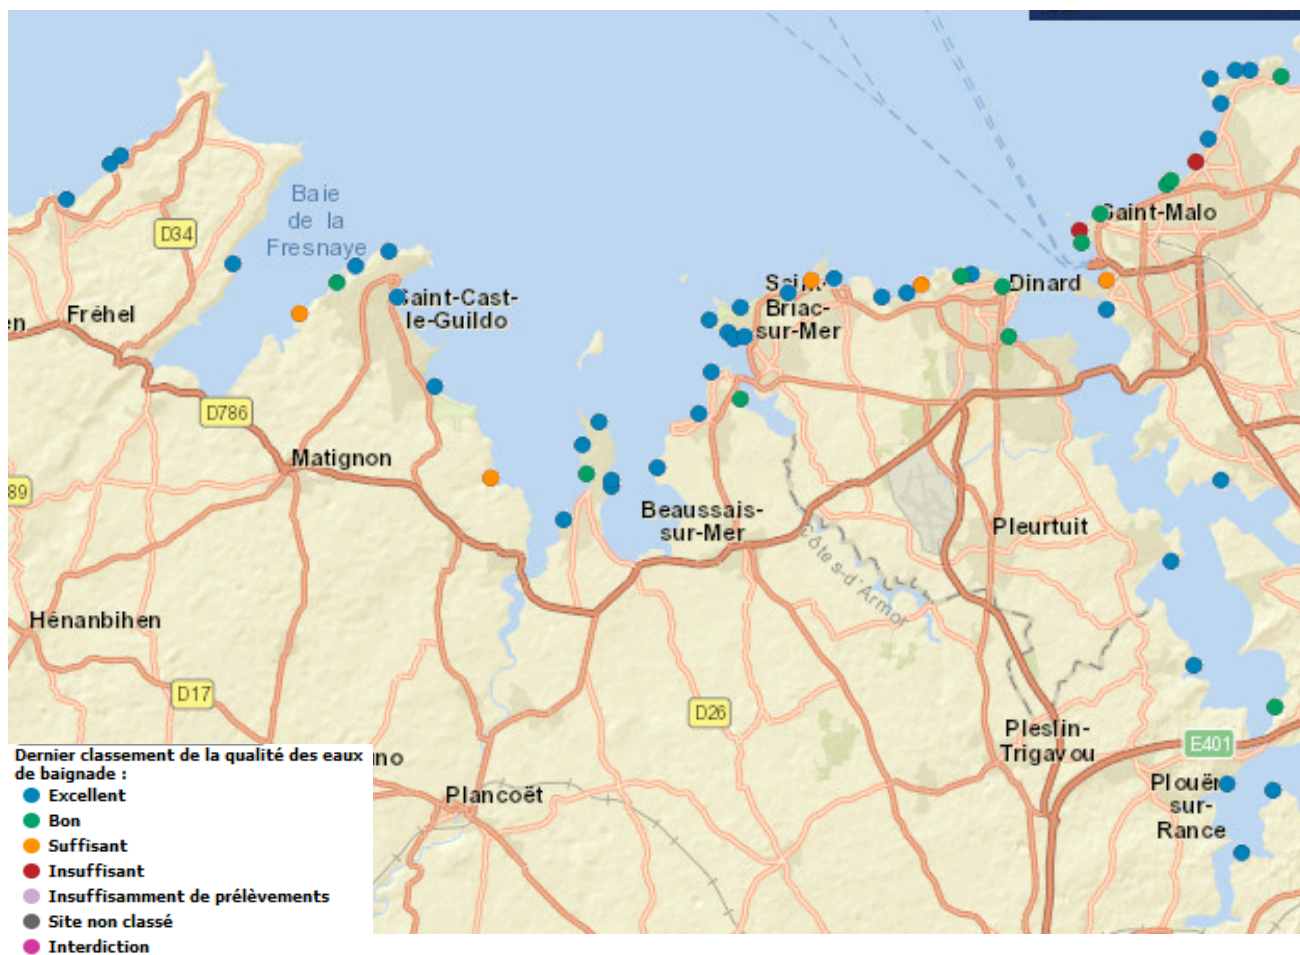 Baie
de la
Fresnaye
D34
Saint-Malo
Fréhel
en
Saint-Cast-
le-Guildo
Saint-
Briac-
sur-Mer
Dinard
D786
Matignon
89
Beaussais-
sur-Mer
Pleurtuit
Côtes-d'Armor
Hénanbihen
D17
D26
Pleslin-
Trigavou
E401
no
Plancoët
Plouër-
sur-
Rance
Dernier classement de la qualité des eaux
de baignade :
Excellent
Bon
Suffisant
Insuffisant
Insuffisamment de prélèvements
Site non classé
Interdiction